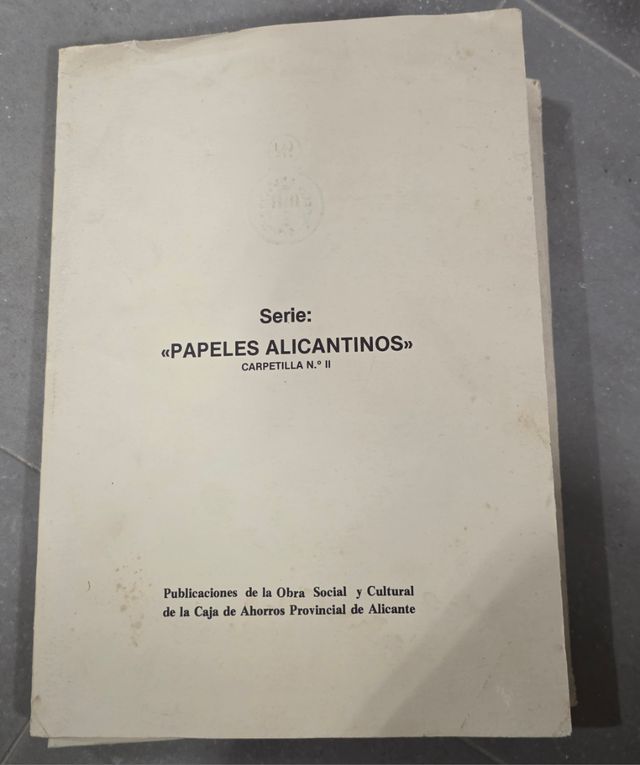 Serie:
«PAPELES ALICANTINOS»
CARPETILLA N.º II
Publicaciones de la Obra Social y Cultural
de la Caja de Ahorros Provincial de Alicante